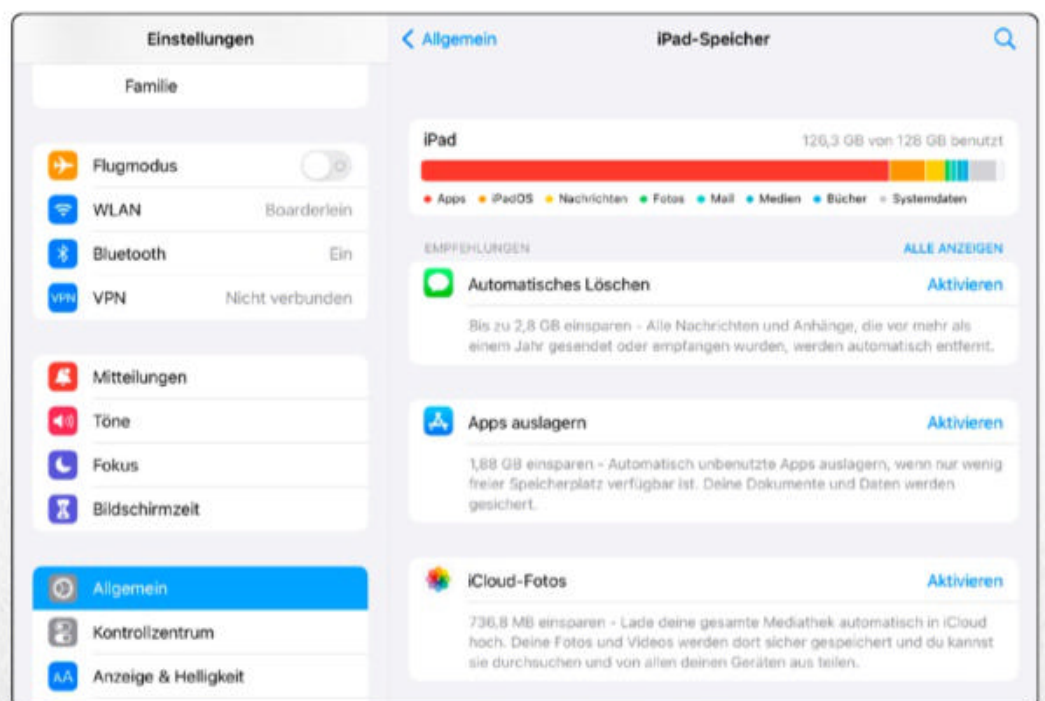 Einstellungen
Familie
Flugmodus
WLAN Boarderlein
Bluetooth Ein
VPN VPN Nicht verbunden
Mitteilungen
Töne
Fokus
Bildschirmzeit
Allgemein
Kontrollzentrum
AA Anzeige & Helligkeit
Allgemein
iPad-Speicher
iPad 126,3 GB von 128 GB benutzt
Apps iPadOS Nachrichten Fotos Mail Medien Bücher Systemdaten
EMPFEHLUNGEN ALLE ANZEIGEN
Automatisches Löschen Aktivieren
Bis zu 2,8 GB einsparen – Alle Nachrichten und Anhänge, die vor mehr als
einem Jahr gesendet oder empfangen wurden, werden automatisch entfernt.
Apps auslagern Aktivieren
1,88 GB einsparen – Automatisch unbenutzte Apps auslagern, wenn nur wenig
freier Speicherplatz verfügbar ist. Deine Dokumente und Daten werden
gesichert.
iCloud-Fotos Aktivieren
736,8 MB einsparen – Lade deine gesamte Mediathek automatisch in iCloud
hoch. Deine Fotos und Videos werden dort sicher gespeichert und du kannst
sie durchsuchen und von allen deinen Geräten aus teilen.